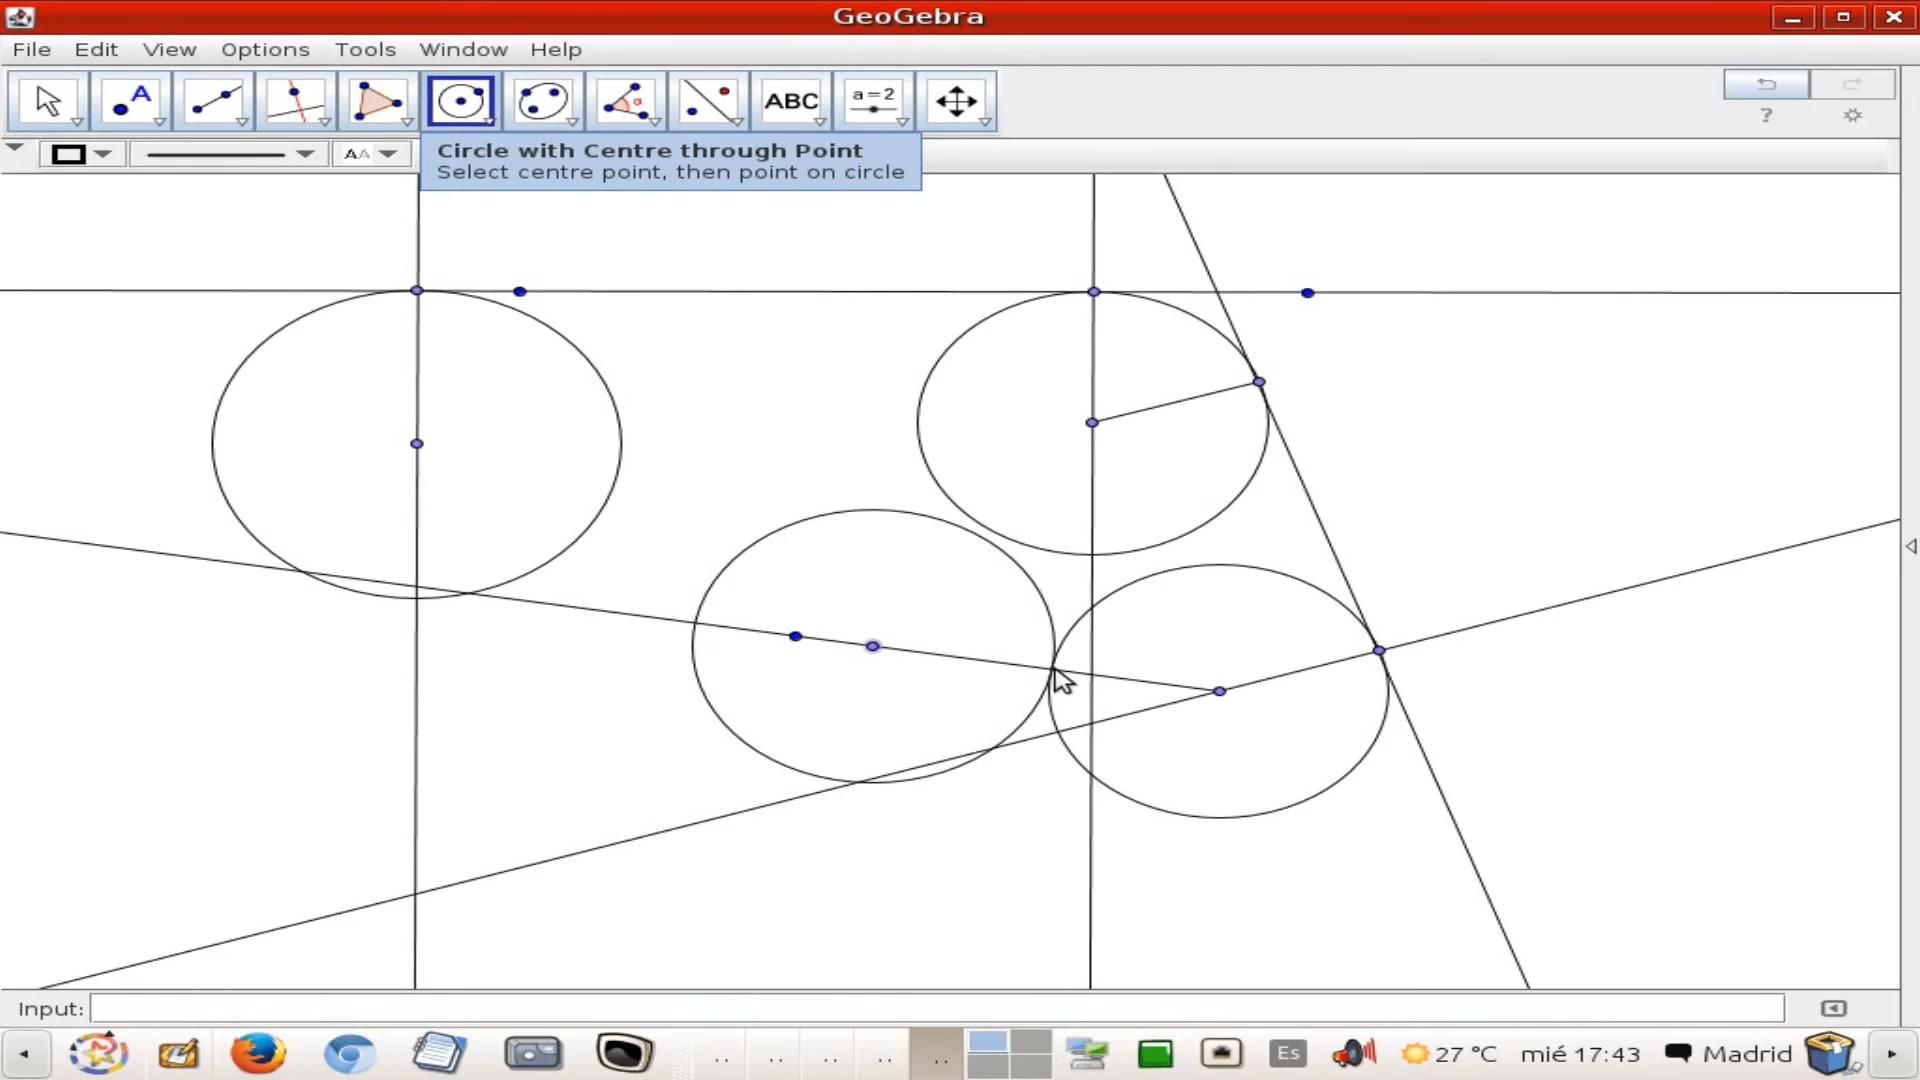 GeoGebra
File Edit View Options Tools Window Help
A
α
ABC
a=2
?
AA
Circle with Centre through Point
Select centre point, then point on circle
Input:
Es
27 °C
mié 17:43
Madrid